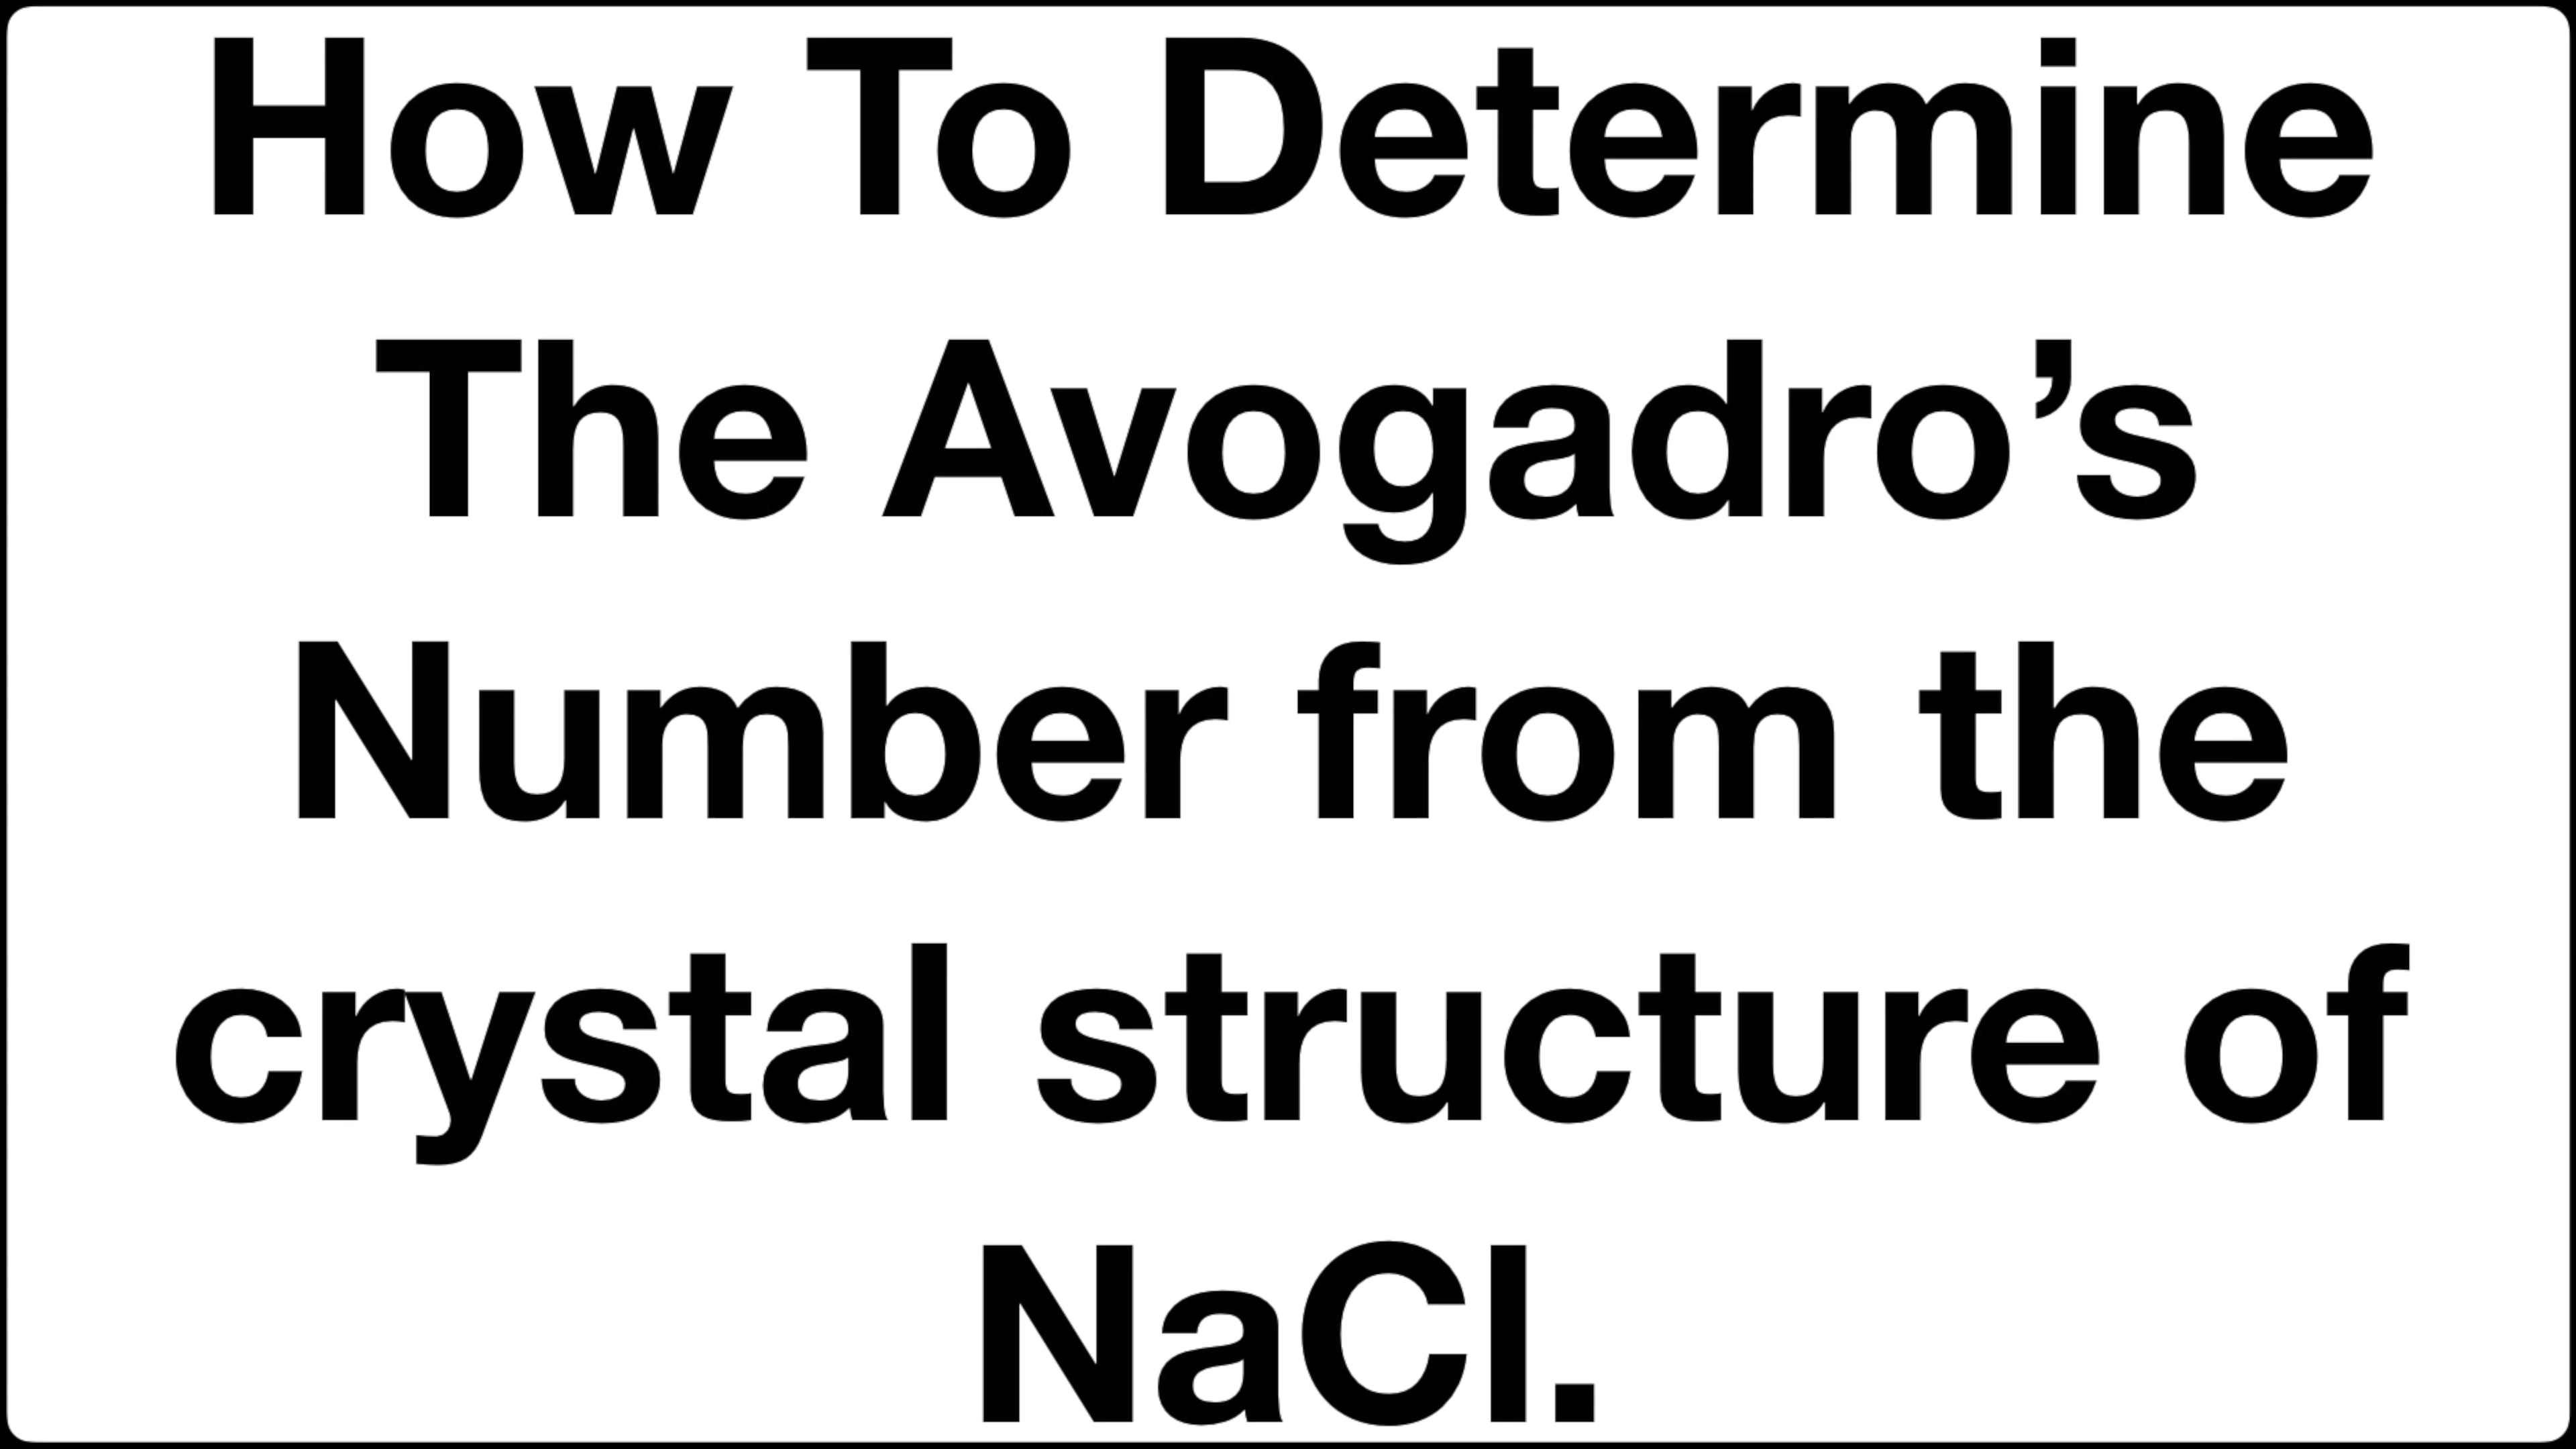 How To Determine
The Avogadro’s
Number from the
crystal structure of
NaCl.